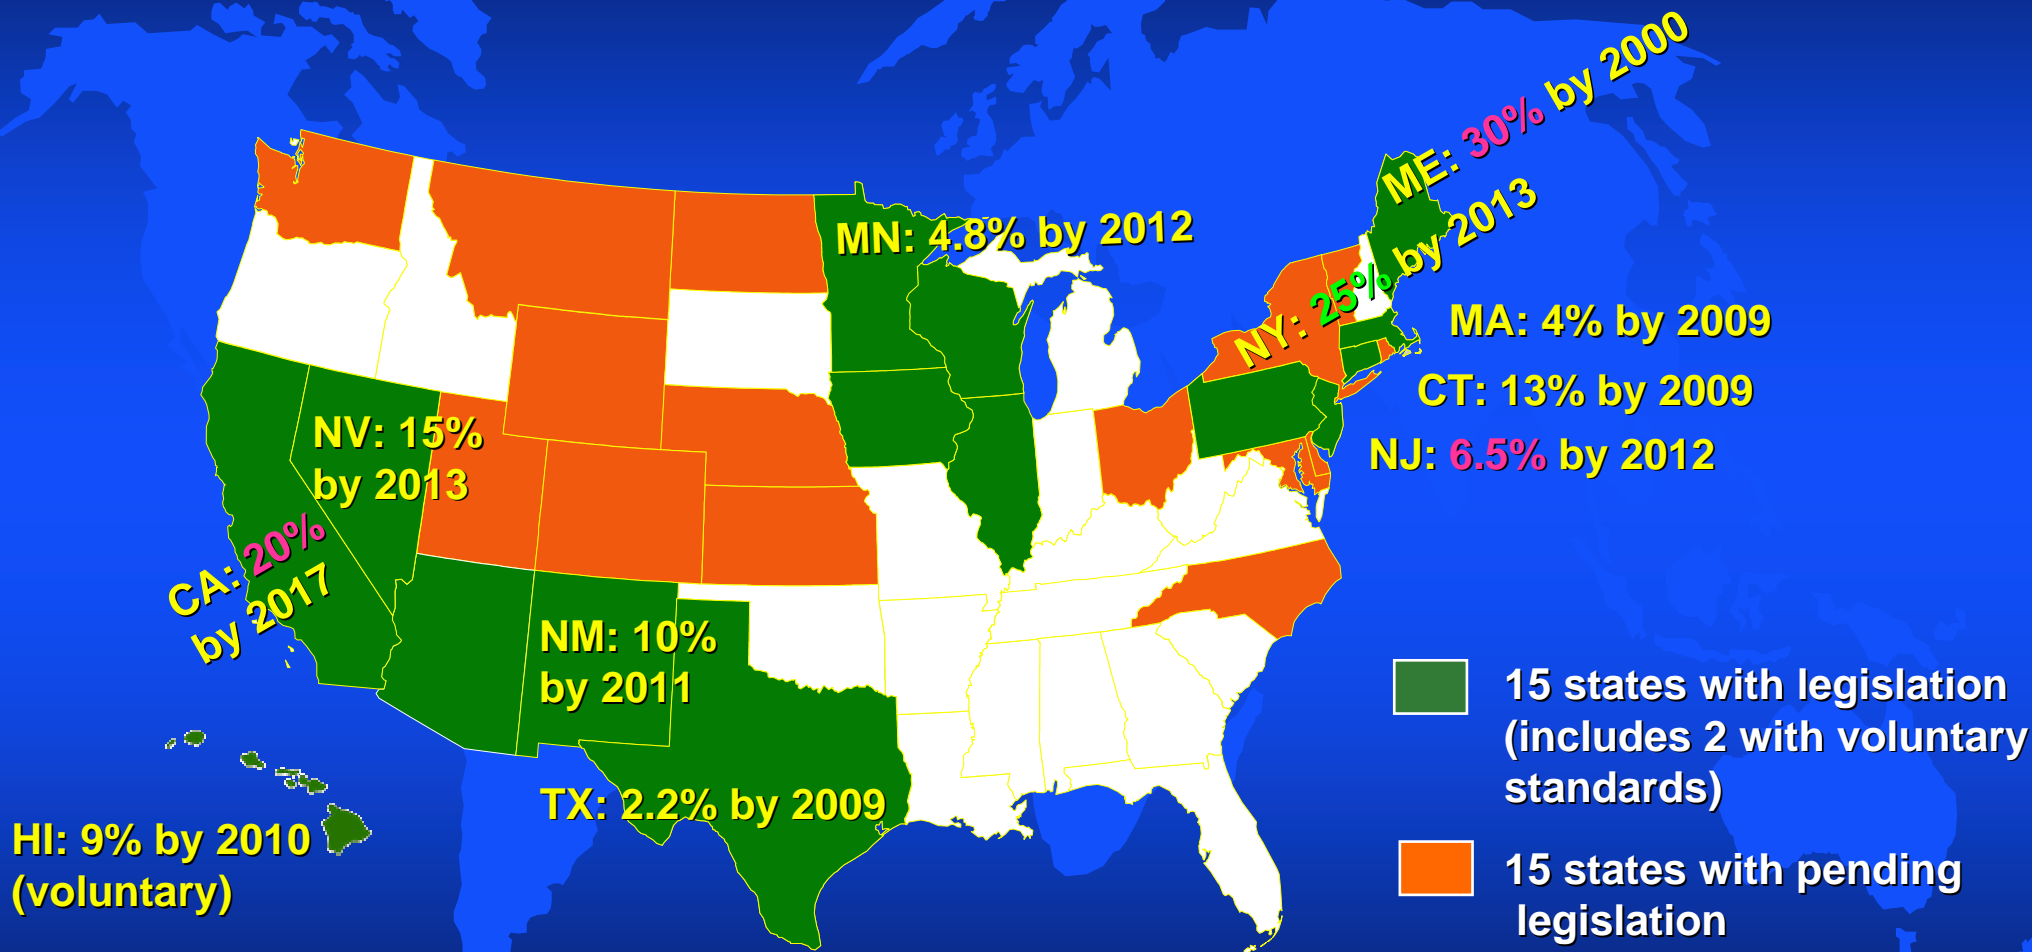 ME: 30% by 2000
NY: 25% by 2013
MN: 4.8% by 2012
MA: 4% by 2009
CT: 13% by 2009
NJ: 6.5% by 2012
NV: 15%
by 2013
CA: 20%
by 2017
NM: 10%
by 2011
TX: 2.2% by 2009
HI: 9% by 2010
(voluntary)
15 states with legislation
(includes 2 with voluntary
standards)
15 states with pending
legislation